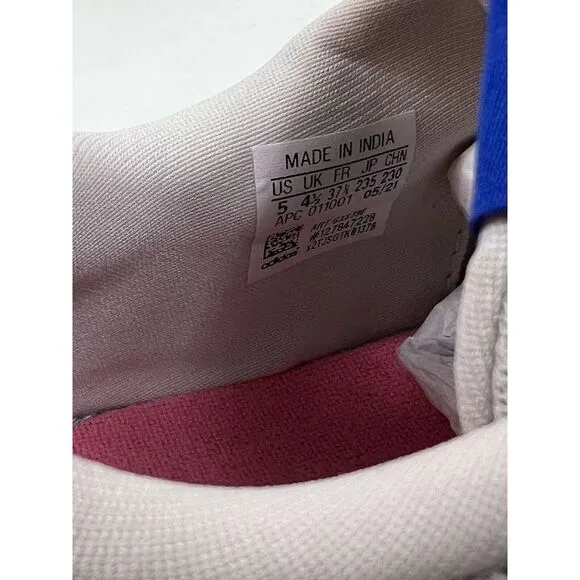 MADE IN INDIA
US UK FR JP CHN
5 4½ 37⅓ 235 230
APC 011001 05/21
#127647228
adidas